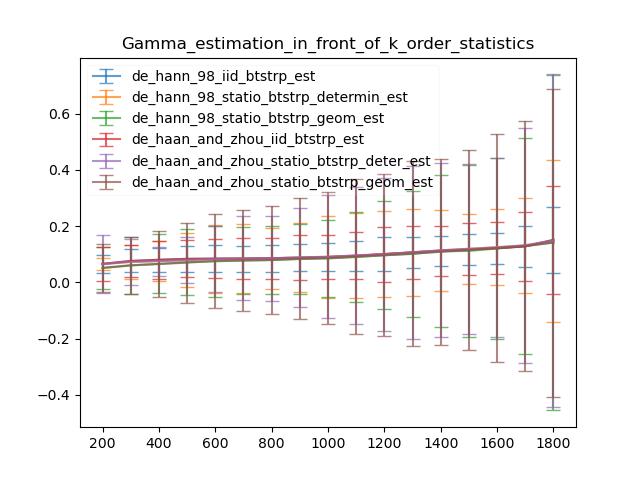 Gamma_estimation_in_front_of_k_order_statistics
de_hann_98_iid_btstrp_est
de_hann_98_statio_btstrp_determin_est
de_hann_98_statio_btstrp_geom_est
de_haan_and_zhou_iid_btstrp_est
de_haan_and_zhou_statio_btstrp_deter_est
de_haan_and_zhou_statio_btstrp_geom_est
0.6
0.4
0.2
0.0
−0.2
−0.4
200 400 600 800 1000 1200 1400 1600 1800